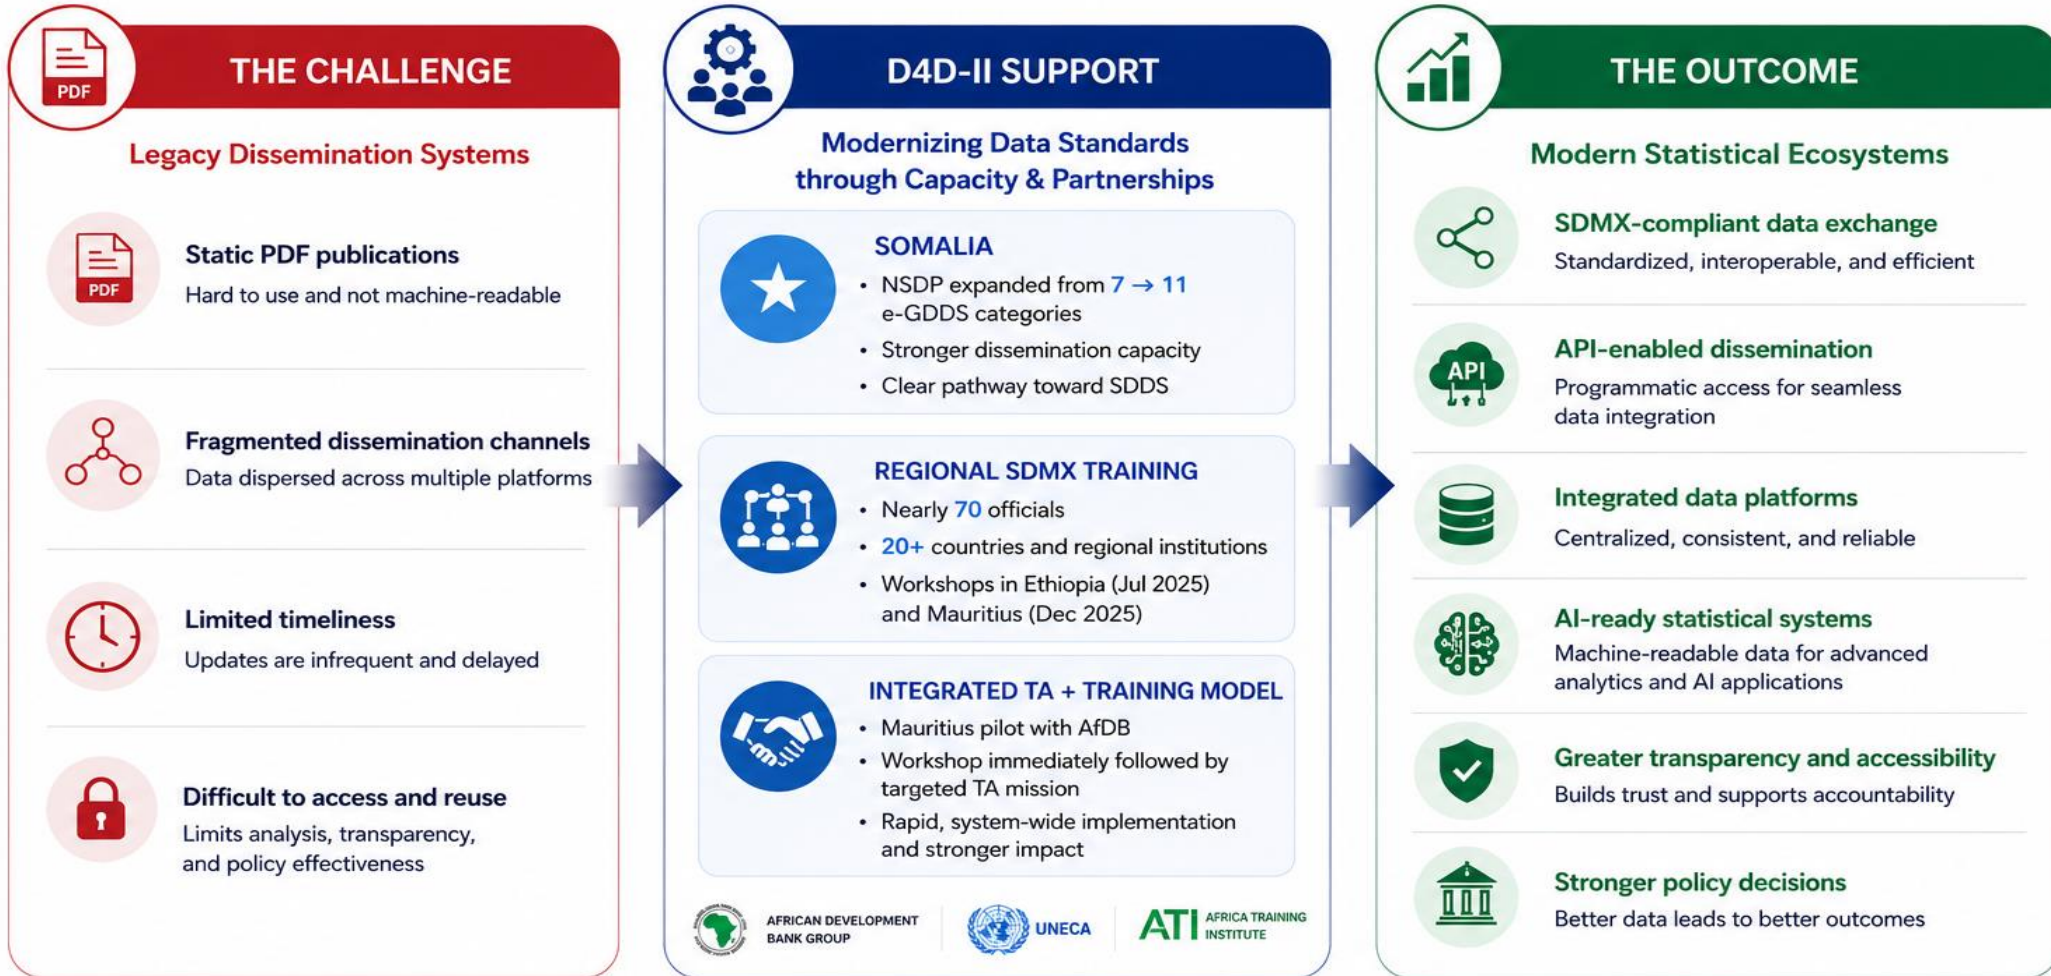 PDF
THE CHALLENGE
Legacy Dissemination Systems
PDF
Static PDF publications
Hard to use and not machine-readable
Fragmented dissemination channels
Data dispersed across multiple platforms
Limited timeliness
Updates are infrequent and delayed
Difficult to access and reuse
Limits analysis, transparency,
and policy effectiveness
D4D-II SUPPORT
Modernizing Data Standards
through Capacity & Partnerships
SOMALIA
• NSDP expanded from 7 → 11
e-GDDS categories
• Stronger dissemination capacity
• Clear pathway toward SDDS
REGIONAL SDMX TRAINING
• Nearly 70 officials
• 20+ countries and regional institutions
• Workshops in Ethiopia (Jul 2025)
and Mauritius (Dec 2025)
INTEGRATED TA + TRAINING MODEL
• Mauritius pilot with AfDB
• Workshop immediately followed by
targeted TA mission
• Rapid, system-wide implementation
and stronger impact
AFRICAN DEVELOPMENT
BANK GROUP
UNECA
ATI
AFRICA TRAINING
INSTITUTE
THE OUTCOME
Modern Statistical Ecosystems
SDMX-compliant data exchange
Standardized, interoperable, and efficient
API
API-enabled dissemination
Programmatic access for seamless
data integration
Integrated data platforms
Centralized, consistent, and reliable
AI-ready statistical systems
Machine-readable data for advanced
analytics and AI applications
Greater transparency and accessibility
Builds trust and supports accountability
Stronger policy decisions
Better data leads to better outcomes